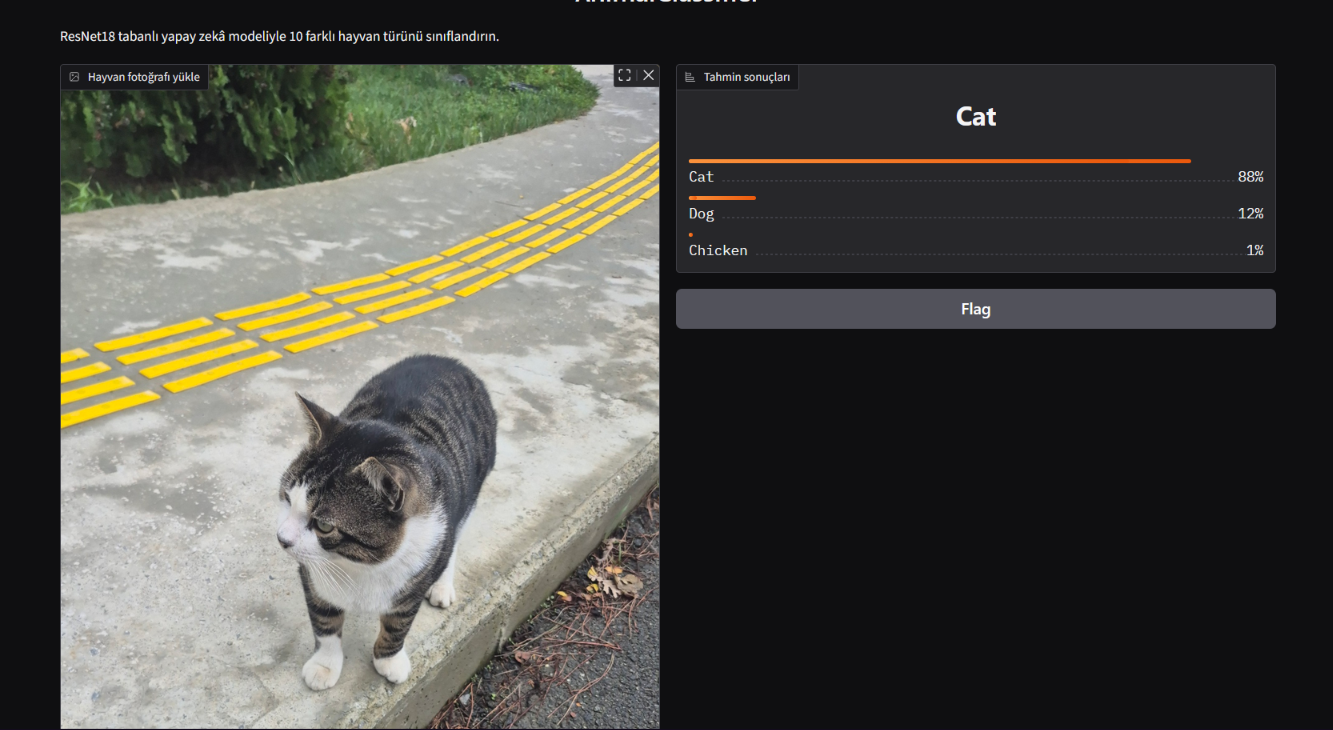 ResNet18 tabanlı yapay zekâ modeliyle 10 farklı hayvan türünü sınıflandırın.
Hayvan fotoğrafı yükle
Tahmin sonuçları
Cat
Cat 88%
Dog 12%
Chicken 1%
Flag